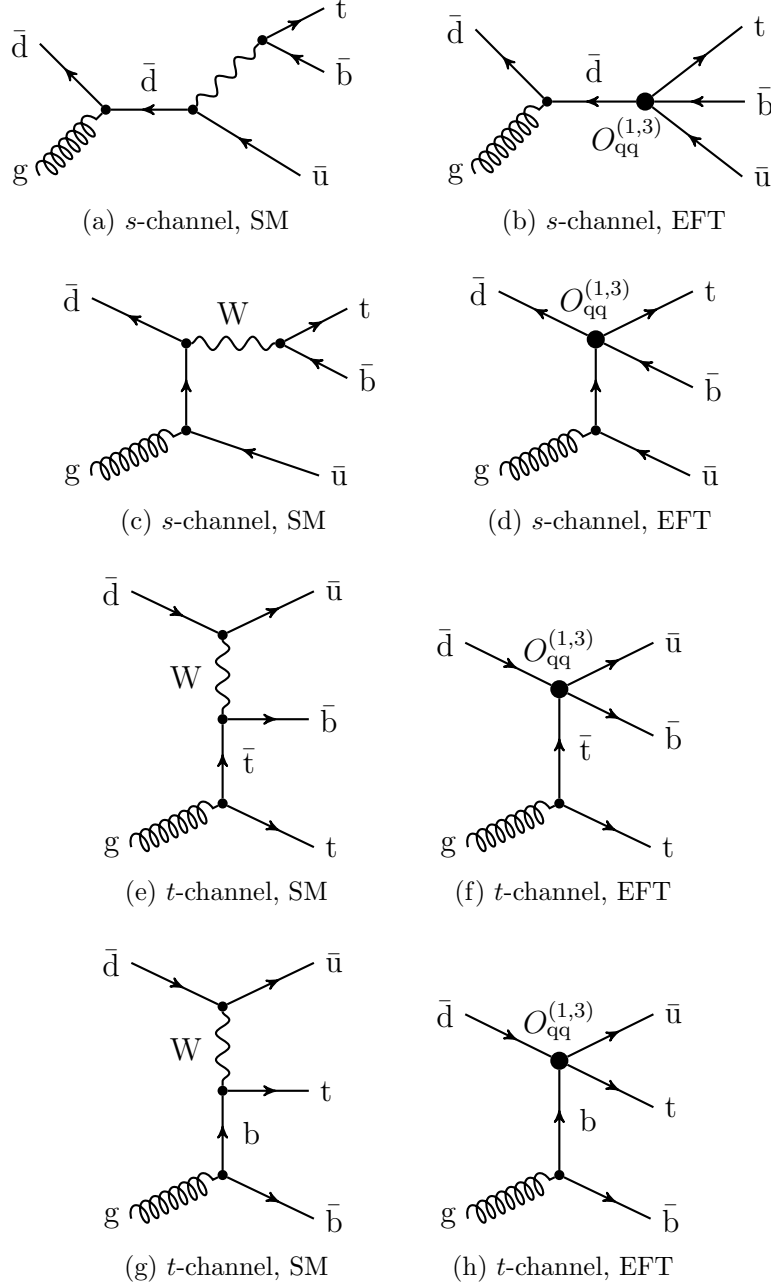 d̄ d̄ t b̄ g ū
(a) s-channel, SM
d̄ d̄ t b̄ g O_qq^(1,3) ū
(b) s-channel, EFT
d̄ W t b̄ g ū
(c) s-channel, SM
d̄ O_qq^(1,3) t b̄ g ū
(d) s-channel, EFT
d̄ ū W b̄ t̄ g t
(e) t-channel, SM
d̄ O_qq^(1,3) ū b̄ t̄ g t
(f) t-channel, EFT
d̄ ū W t b g b̄
(g) t-channel, SM
d̄ O_qq^(1,3) ū t b g b̄
(h) t-channel, EFT